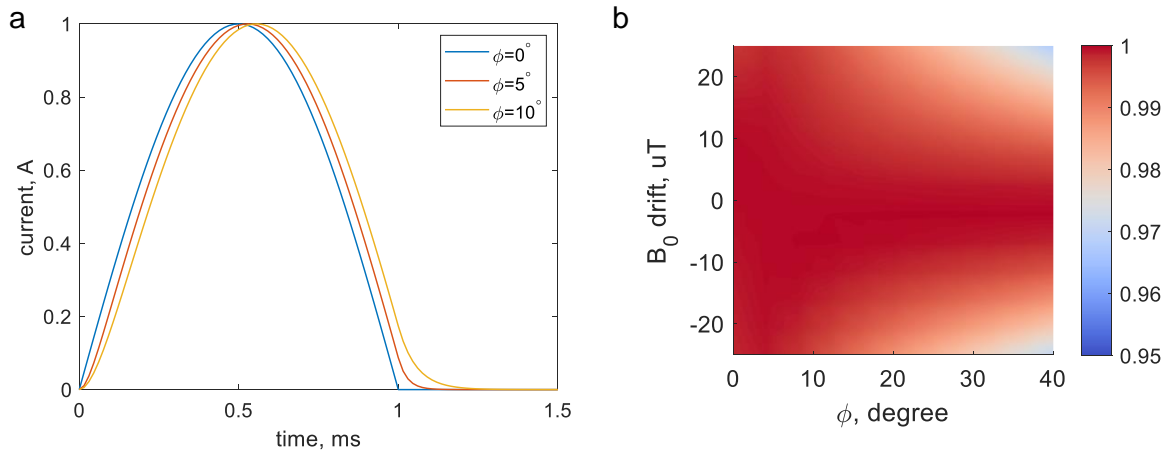 a
1
0.8
0.6
0.4
0.2
0
current, A
0
0.5
1
1.5
time, ms
ϕ=0°
ϕ=5°
ϕ=10°
b
20
10
0
-10
-20
B₀ drift, uT
0
10
20
30
40
ϕ, degree
1
0.99
0.98
0.97
0.96
0.95